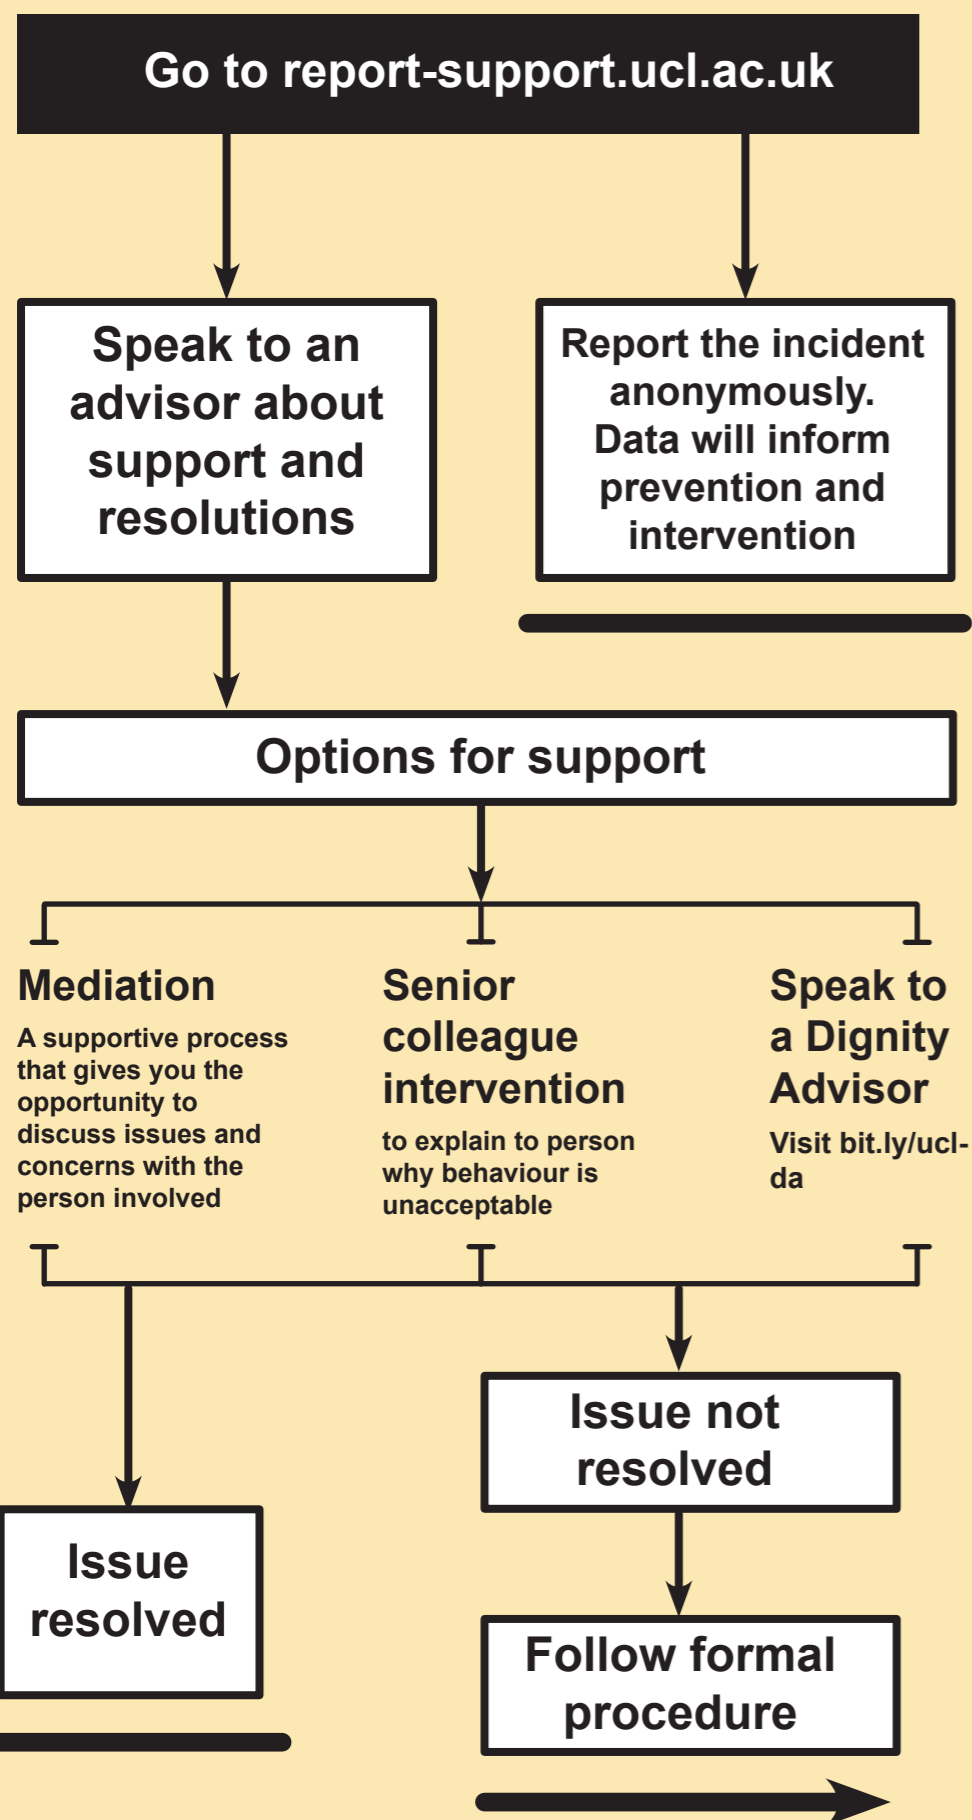 Go to report-support.ucl.ac.uk
Speak to an
advisor about
support and
resolutions
Report the incident
anonymously.
Data will inform
prevention and
intervention
Options for support
Mediation
A supportive process
that gives you the
opportunity to
discuss issues and
concerns with the
person involved
Senior
colleague
intervention
to explain to person
why behaviour is
unacceptable
Speak to
a Dignity
Advisor
Visit bit.ly/ucl-
da
Issue not
resolved
Issue
resolved
Follow formal
procedure